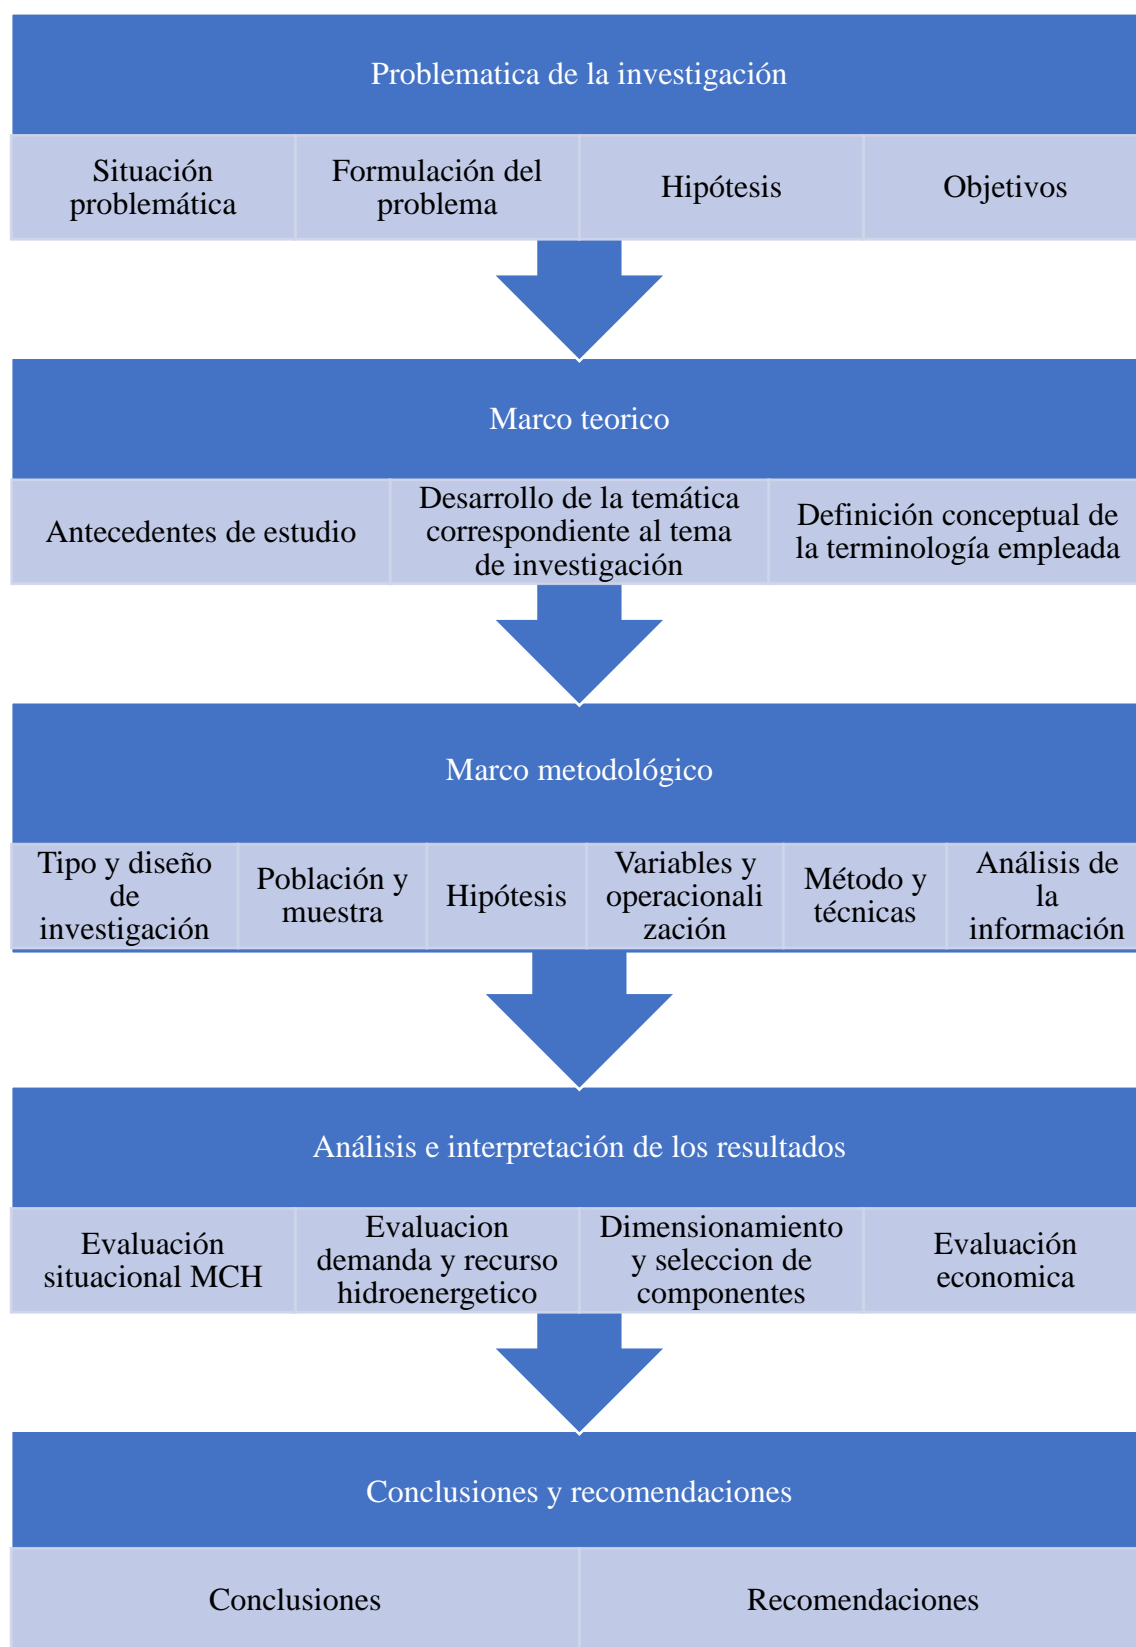 Problematica de la investigación
Situación
problemática
Formulación del
problema
Hipótesis
Objetivos
Marco teorico
Antecedentes de estudio
Desarrollo de la temática
correspondiente al tema
de investigación
Definición conceptual de
la terminología empleada
Marco metodológico
Tipo y diseño
de
investigación
Población y
muestra
Hipótesis
Variables y
operacionali
zación
Método y
técnicas
Análisis de
la
información
Análisis e interpretación de los resultados
Evaluación
situacional MCH
Evaluacion
demanda y recurso
hidroenergetico
Dimensionamiento
y seleccion de
componentes
Evaluación
economica
Conclusiones y recomendaciones
Conclusiones
Recomendaciones